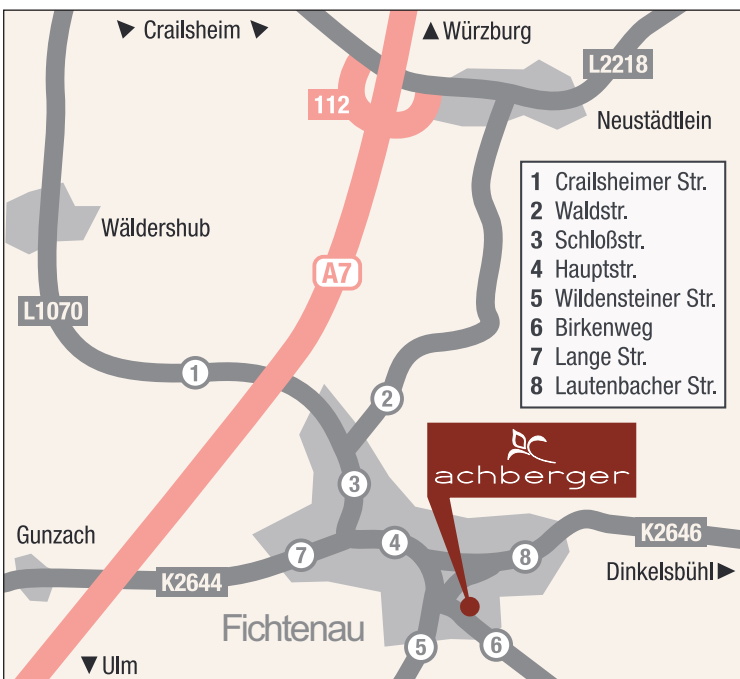 Crailsheim
Würzburg
L2218
112
Neustädtlein
1 Crailsheimer Str.
2 Waldstr.
3 Schloßstr.
4 Hauptstr.
5 Wildensteiner Str.
6 Birkenweg
7 Lange Str.
8 Lautenbacher Str.
Wäldershub
A7
L1070
1
2
achberger
3
Gunzach
7
4
8
K2646
K2644
Dinkelsbühl
Fichtenau
5
6
Ulm